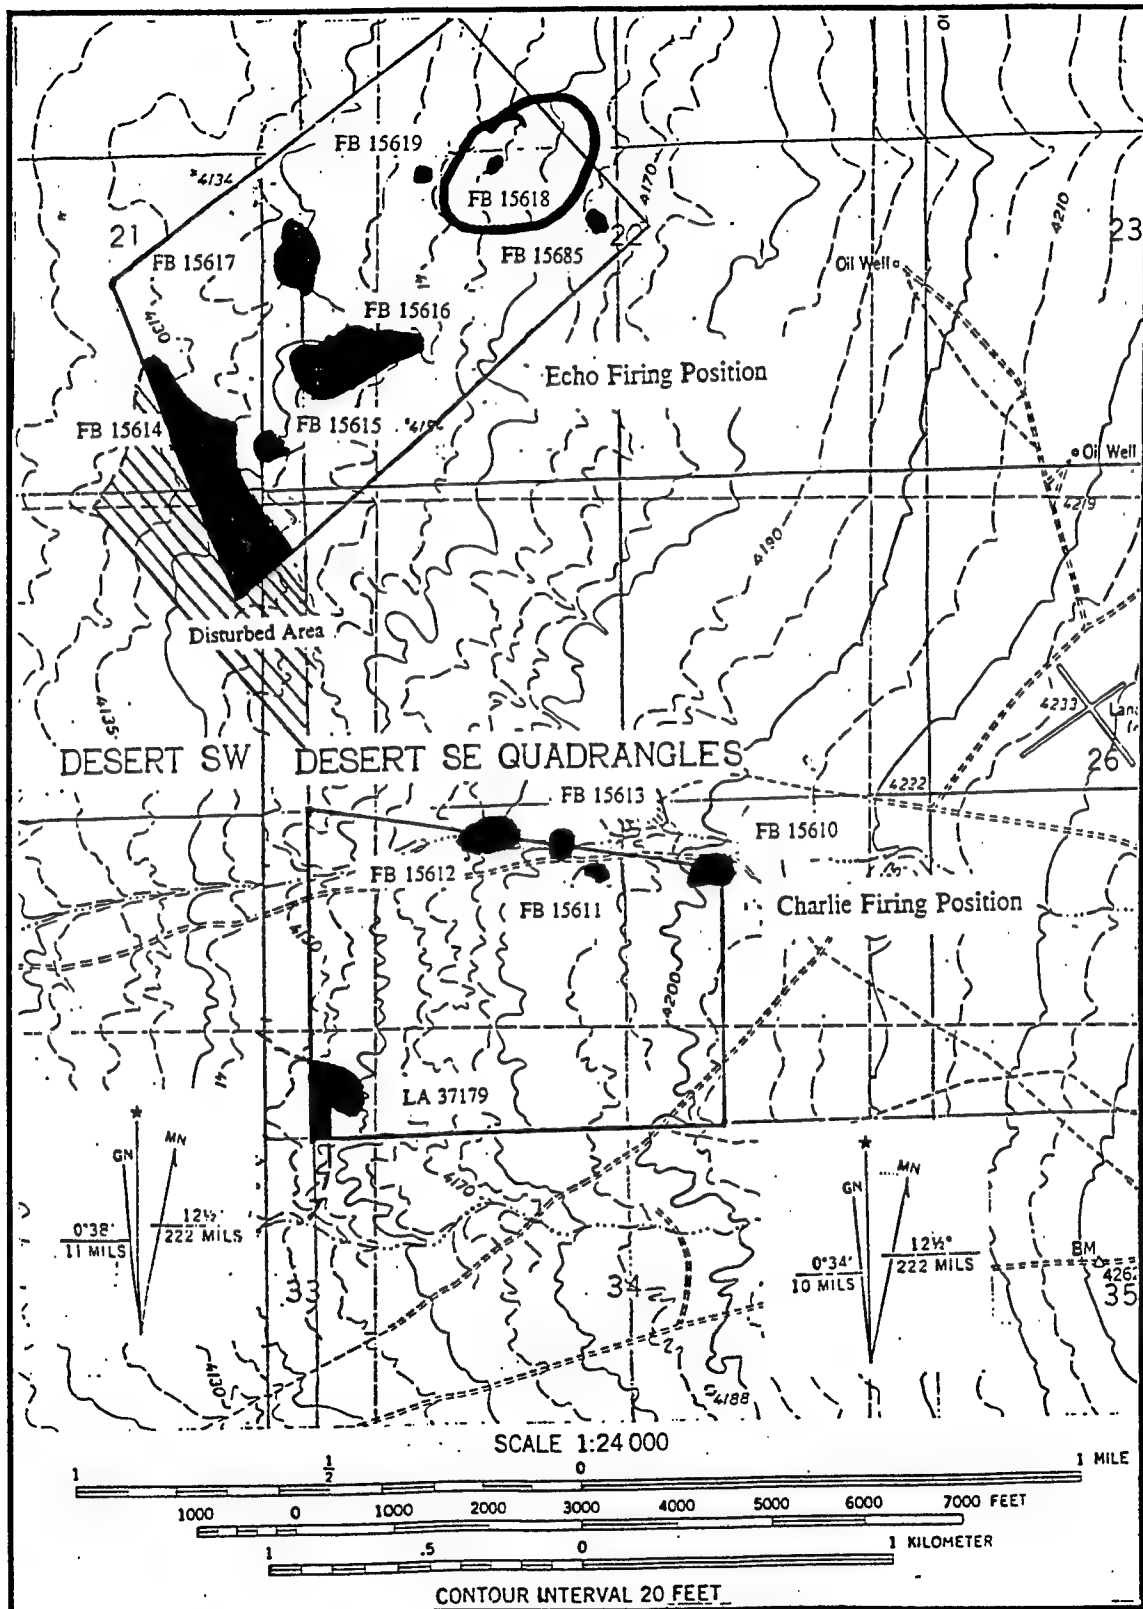 FB 15619
4134
FB 15618
4170
21
22
23
4210
FB 15617
FB 15685
Oil Well
4130
FB 15616
Echo Firing Position
FB 15614
FB 15615
Oil Well
4219
4190
Disturbed Area
4135
4233
26
DESERT SW
DESERT SE QUADRANGLES
4222
FB 15613
FB 15610
FB 15612
FB 15611
Charlie Firing Position
4200
LA 37179
GN
MN
0°38'
11 MILS
12½°
222 MILS
4170
33
34
GN
MN
0°34'
10 MILS
12½°
222 MILS
BM
35
4130
4188
SCALE 1:24 000
1 ½ 0 1 MILE
1000 0 1000 2000 3000 4000 5000 6000 7000 FEET
1 .5 0 1 KILOMETER
CONTOUR INTERVAL 20 FEET